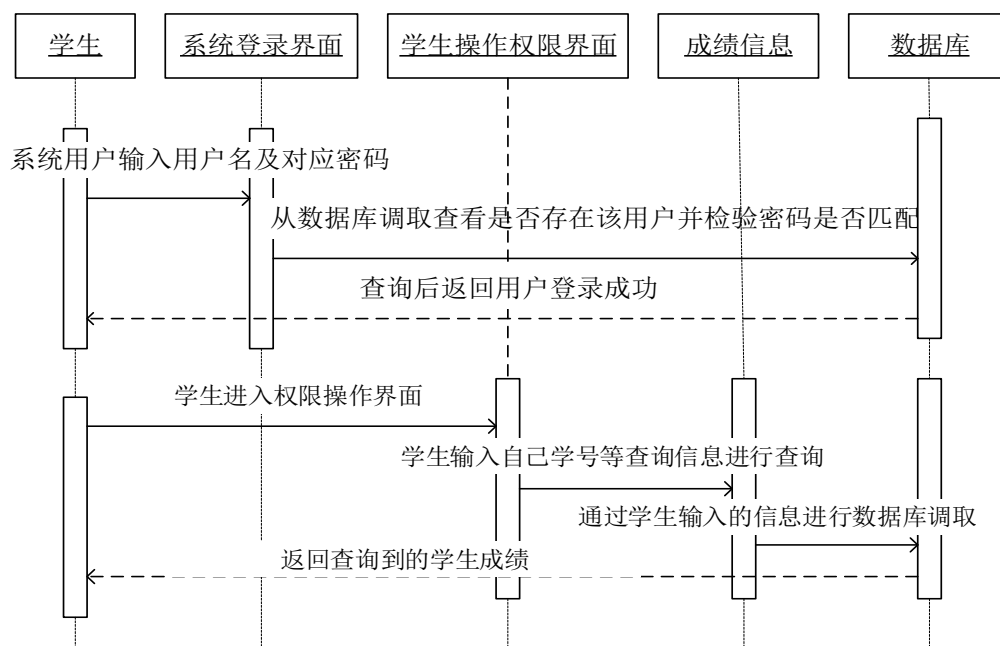 学生
系统登录界面
学生操作权限界面
成绩信息
数据库
系统用户输入用户名及对应密码
从数据库调取查看是否存在该用户并检验密码是否匹配
查询后返回用户登录成功
学生进入权限操作界面
学生输入自己学号等查询信息进行查询
通过学生输入的信息进行数据库调取
返回查询到的学生成绩